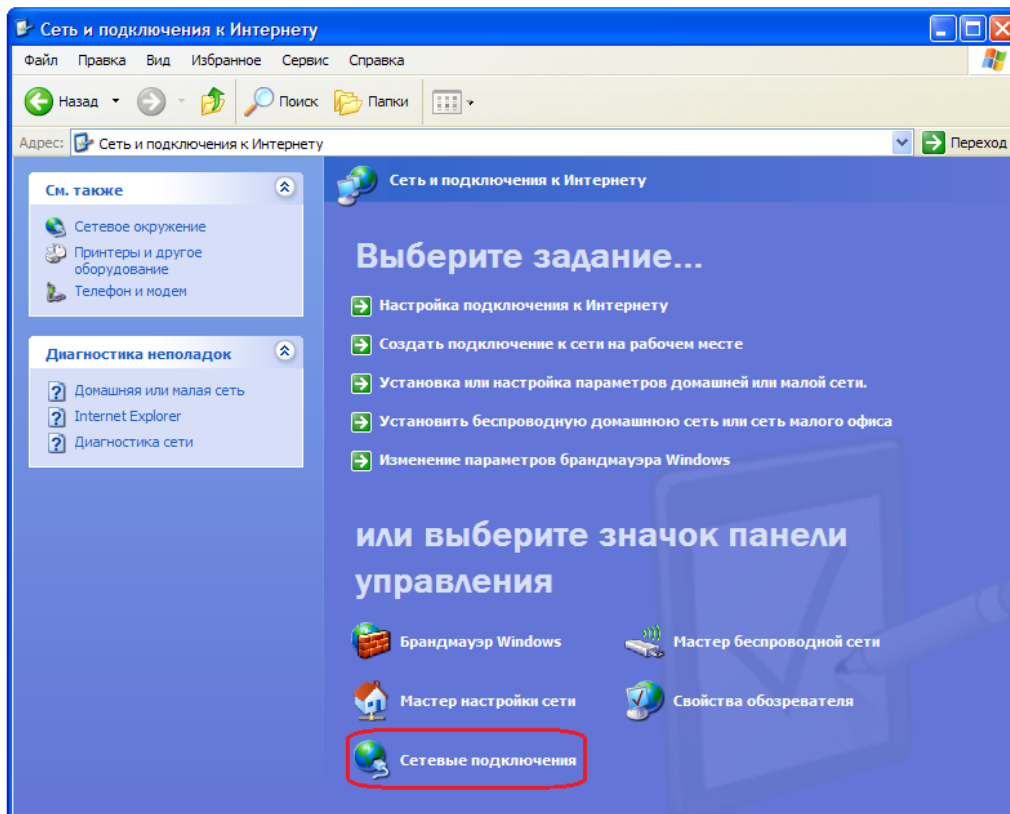 Сеть и подключения к Интернету
Файл Правка Вид Избранное Сервис Справка
Назад Поиск Папки
Адрес: Сеть и подключения к Интернету Переход
См. также
Сетевое окружение
Принтеры и другое
оборудование
Телефон и модем
Диагностика неполадок
Домашняя или малая сеть
Internet Explorer
Диагностика сети
Сеть и подключения к Интернету
Выберите задание...
Настройка подключения к Интернету
Создать подключение к сети на рабочем месте
Установка или настройка параметров домашней или малой сети.
Установить беспроводную домашнюю сеть или сеть малого офиса
Изменение параметров брандмауэра Windows
или выберите значок панели
управления
Брандмауэр Windows Мастер беспроводной сети
Мастер настройки сети Свойства обозревателя
Сетевые подключения